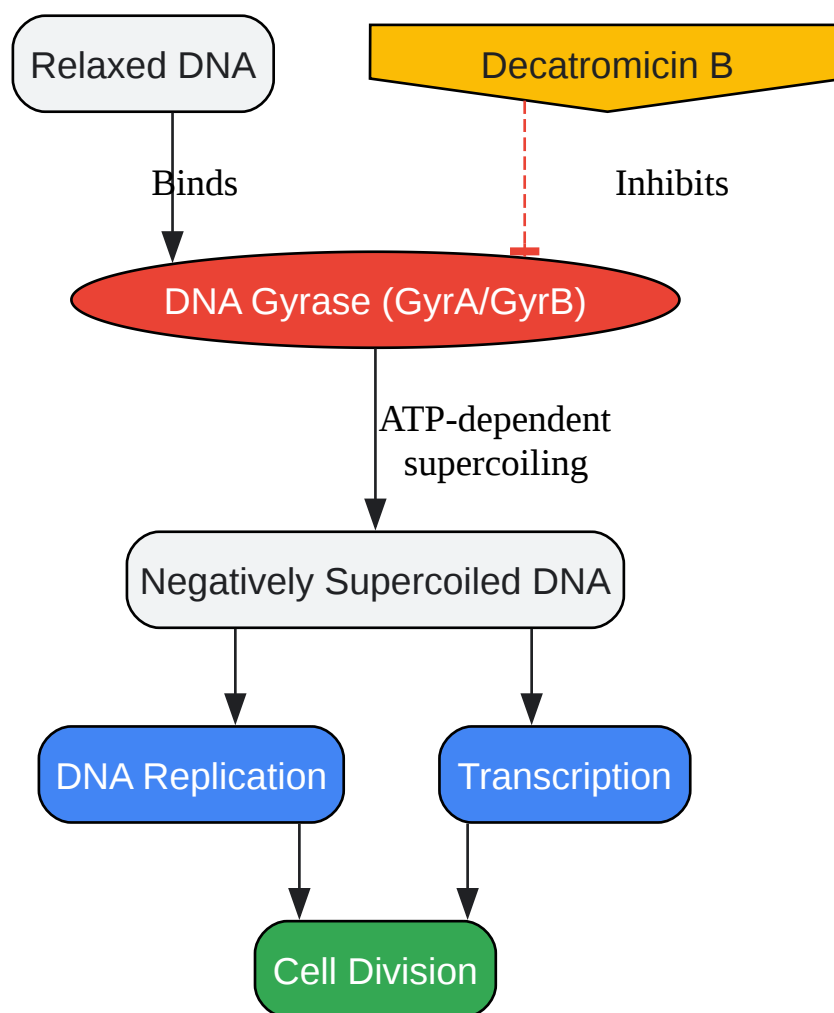 Relaxed DNA
Decatromicin B
Binds
Inhibits
DNA Gyrase (GyrA/GyrB)
ATP-dependent
supercoiling
Negatively Supercoiled DNA
DNA Replication
Transcription
Cell Division